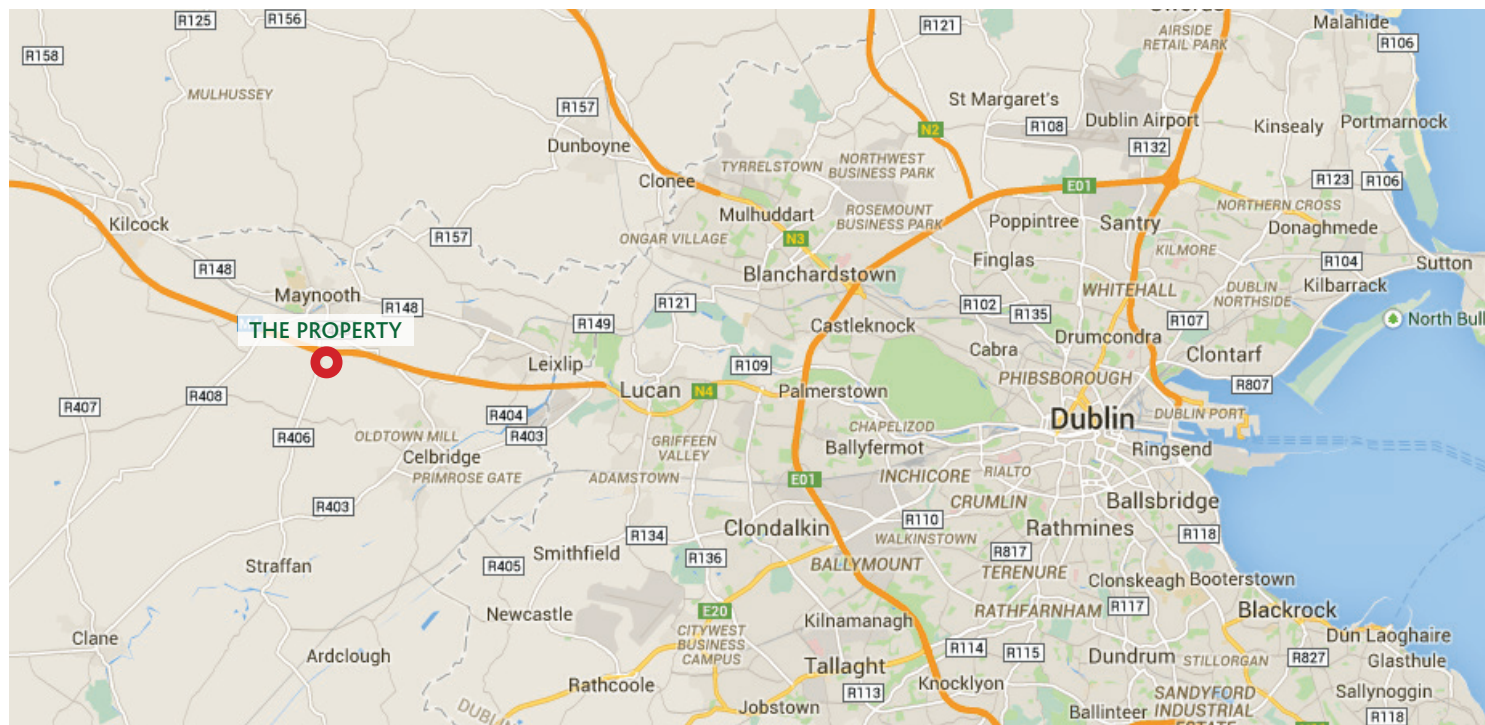 R125
R156
R121
Malahide
R106
AIRSIDE
RETAIL PARK
R158
MULHUSSEY
R157
St Margaret's
N2
R108
Dublin Airport
Kinsealy
Portmarnock
Dunboyne
R132
TYRRELSTOWN
NORTHWEST
BUSINESS PARK
Clonee
E01
R123
R106
Mulhuddart
ROSEMOUNT
BUSINESS PARK
NORTHERN CROSS
Kilcock
Poppintree
Santry
Donaghmede
R157
ONGAR VILLAGE
N3
KILMORE
R148
Blanchardstown
Finglas
R104
Sutton
Maynooth
R148
R121
R102
WHITEHALL
DUBLIN
NORTHSIDE
Kilbarrack
R149
R135
R107
North Bull
THE PROPERTY
Castleknock
Drumcondra
Leixlip
R109
Cabra
Clontarf
Lucan
N4
Palmerstown
PHIBSBOROUGH
R807
R407
R408
R404
Dublin
DUBLIN PORT
R406
OLDTOWN MILL
R403
CHAPELIZOD
GRIFFEEN
VALLEY
Ballyfermot
Ringsend
Celbridge
PRIMROSE GATE
ADAMSTOWN
E01
INCHICORE
RIALTO
CRUMLIN
Ballsbridge
R403
Clondalkin
R110
Rathmines
R134
WALKINSTOWN
R118
Smithfield
R136
R817
Straffan
R405
BALLYMOUNT
TERENURE
Clonskeagh
Booterstown
Newcastle
E20
Kilnamanagh
RATHFARNHAM
R117
Blackrock
Clane
CITYWEST
BUSINESS
CAMPUS
Dún Laoghaire
Ardclough
Tallaght
R114
R115
Dundrum
STILLORGAN
R827
Glasthule
Rathcoole
R113
Knocklyon
SANDYFORD
INDUSTRIAL
ESTATE
Sallynoggin
Jobstown
Ballinteer
R118